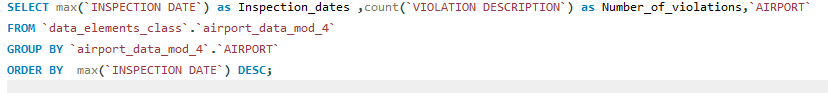 SELECT max(`INSPECTION DATE`) as Inspection_dates ,count(`VIOLATION DESCRIPTION`) as Number_of_violations,`AIRPORT`
FROM `data_elements_class`.`airport_data_mod_4`
GROUP BY `airport_data_mod_4`.`AIRPORT`
ORDER BY  max(`INSPECTION DATE`) DESC;